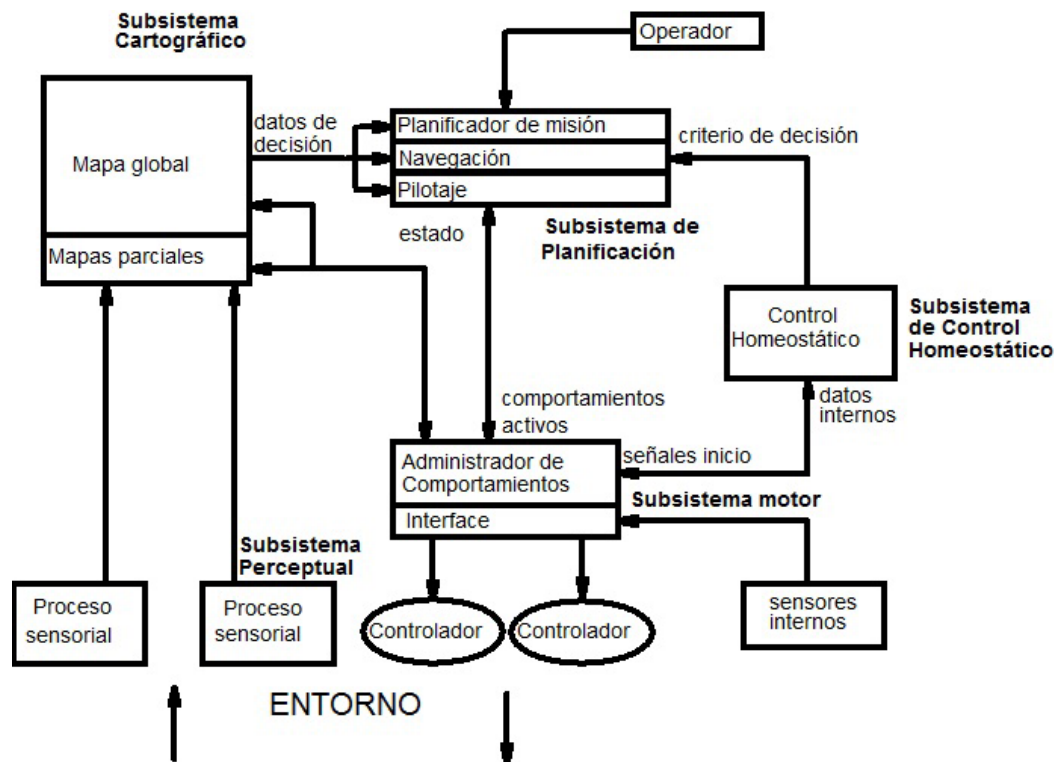 Subsistema
Cartográfico
Operador
Mapa global
Mapas parciales
datos de
decisión
Planificador de misión
Navegación
Pilotaje
criterio de decisión
estado
Subsistema de
Planificación
Control
Homeostático
Subsistema
de Control
Homeostático
datos
internos
comportamientos
activos
señales inicio
Administrador de
Comportamientos
Interface
Subsistema motor
Subsistema
Perceptual
Proceso
sensorial
Proceso
sensorial
Controlador
Controlador
sensores
internos
ENTORNO